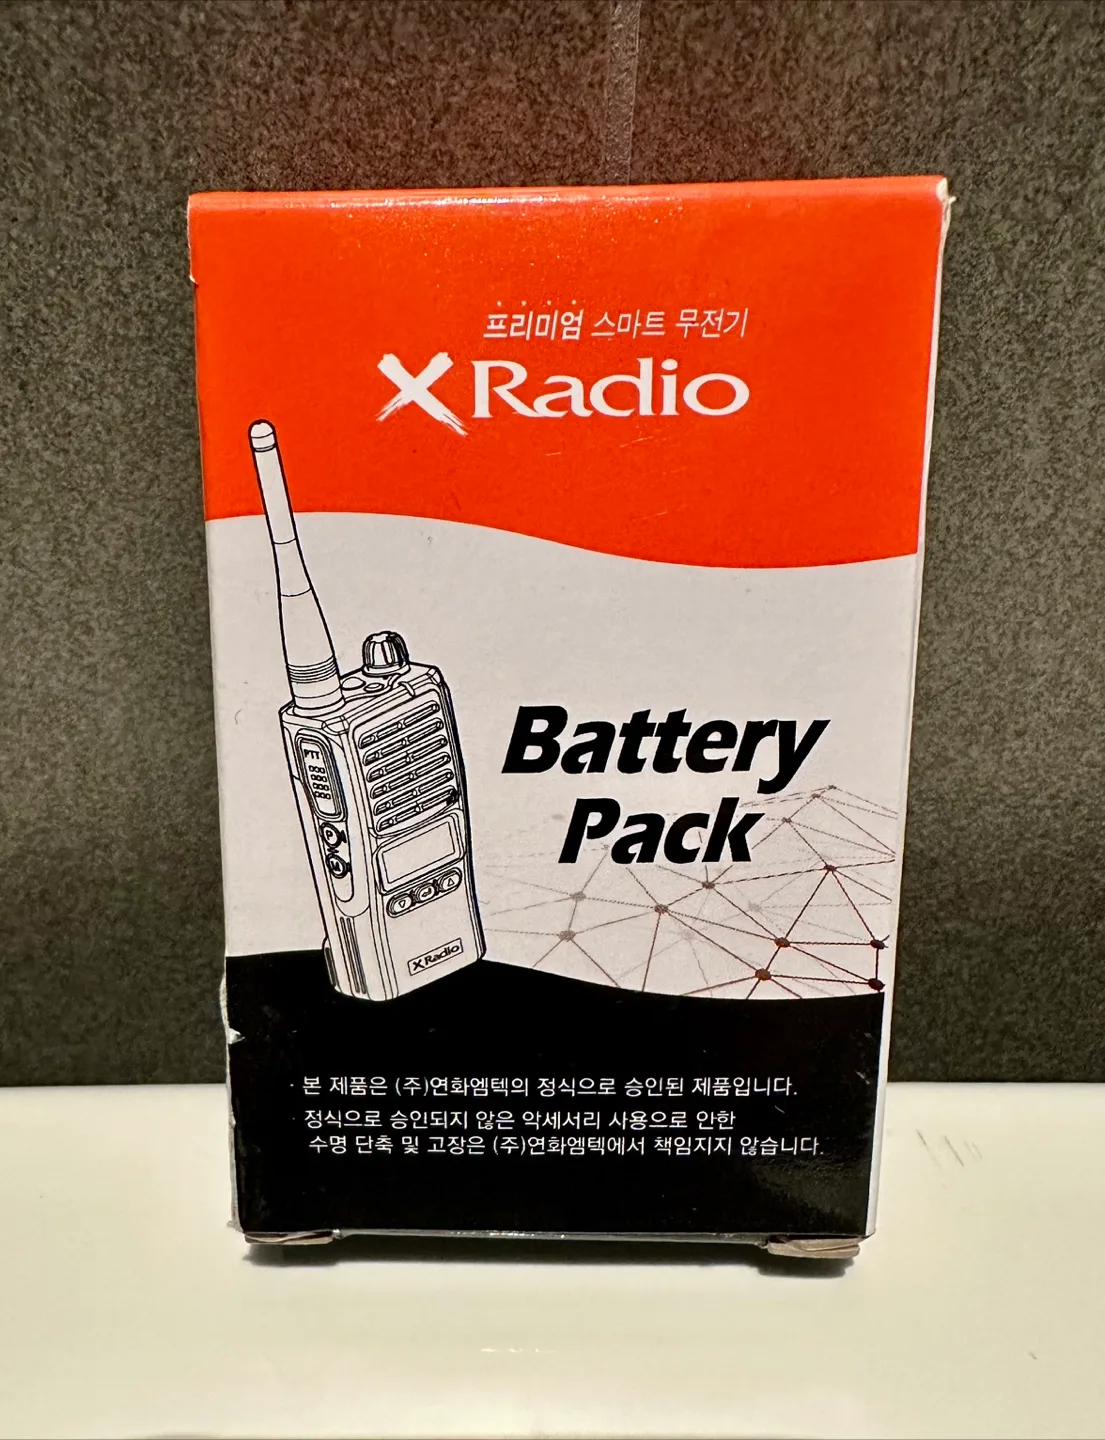 프리미엄 스마트 무전기
X Radio
PTT
X Radio
Battery
Pack
· 본 제품은 (주)연화엠텍의 정식으로 승인된 제품입니다.
· 정식으로 승인되지 않은 악세서리 사용으로 안한
수명 단축 및 고장은 (주)연화엠텍에서 책임지지 않습니다.